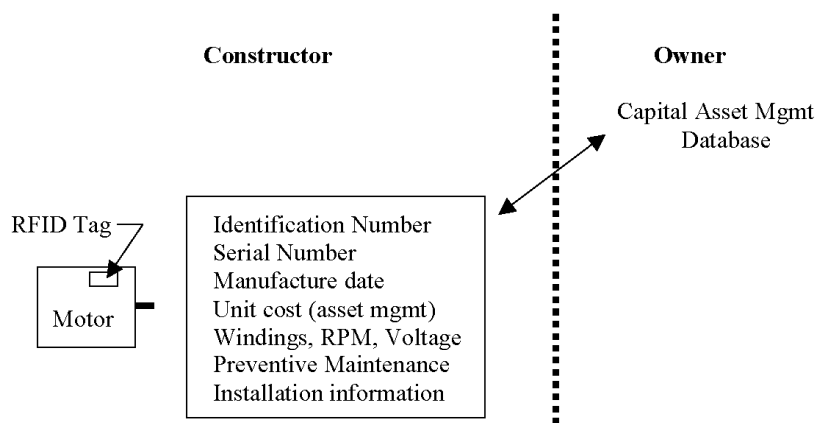 Constructor
Owner
Capital Asset Mgmt
Database
RFID Tag
Motor
Identification Number
Serial Number
Manufacture date
Unit cost (asset mgmt)
Windings, RPM, Voltage
Preventive Maintenance
Installation information